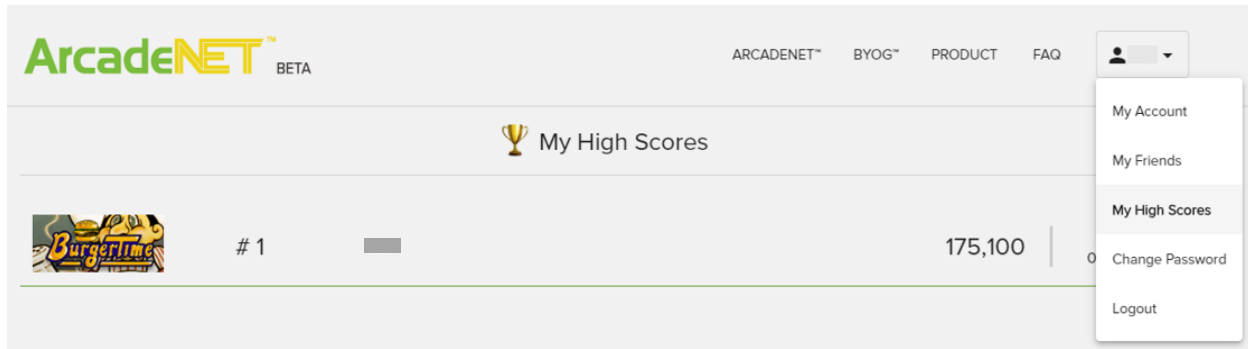 ArcadeNET™ BETA
ARCADENET™ BYOG™ PRODUCT FAQ
My Account
My Friends
My High Scores
Change Password
Logout
My High Scores
BurgerTime # 1 175,100